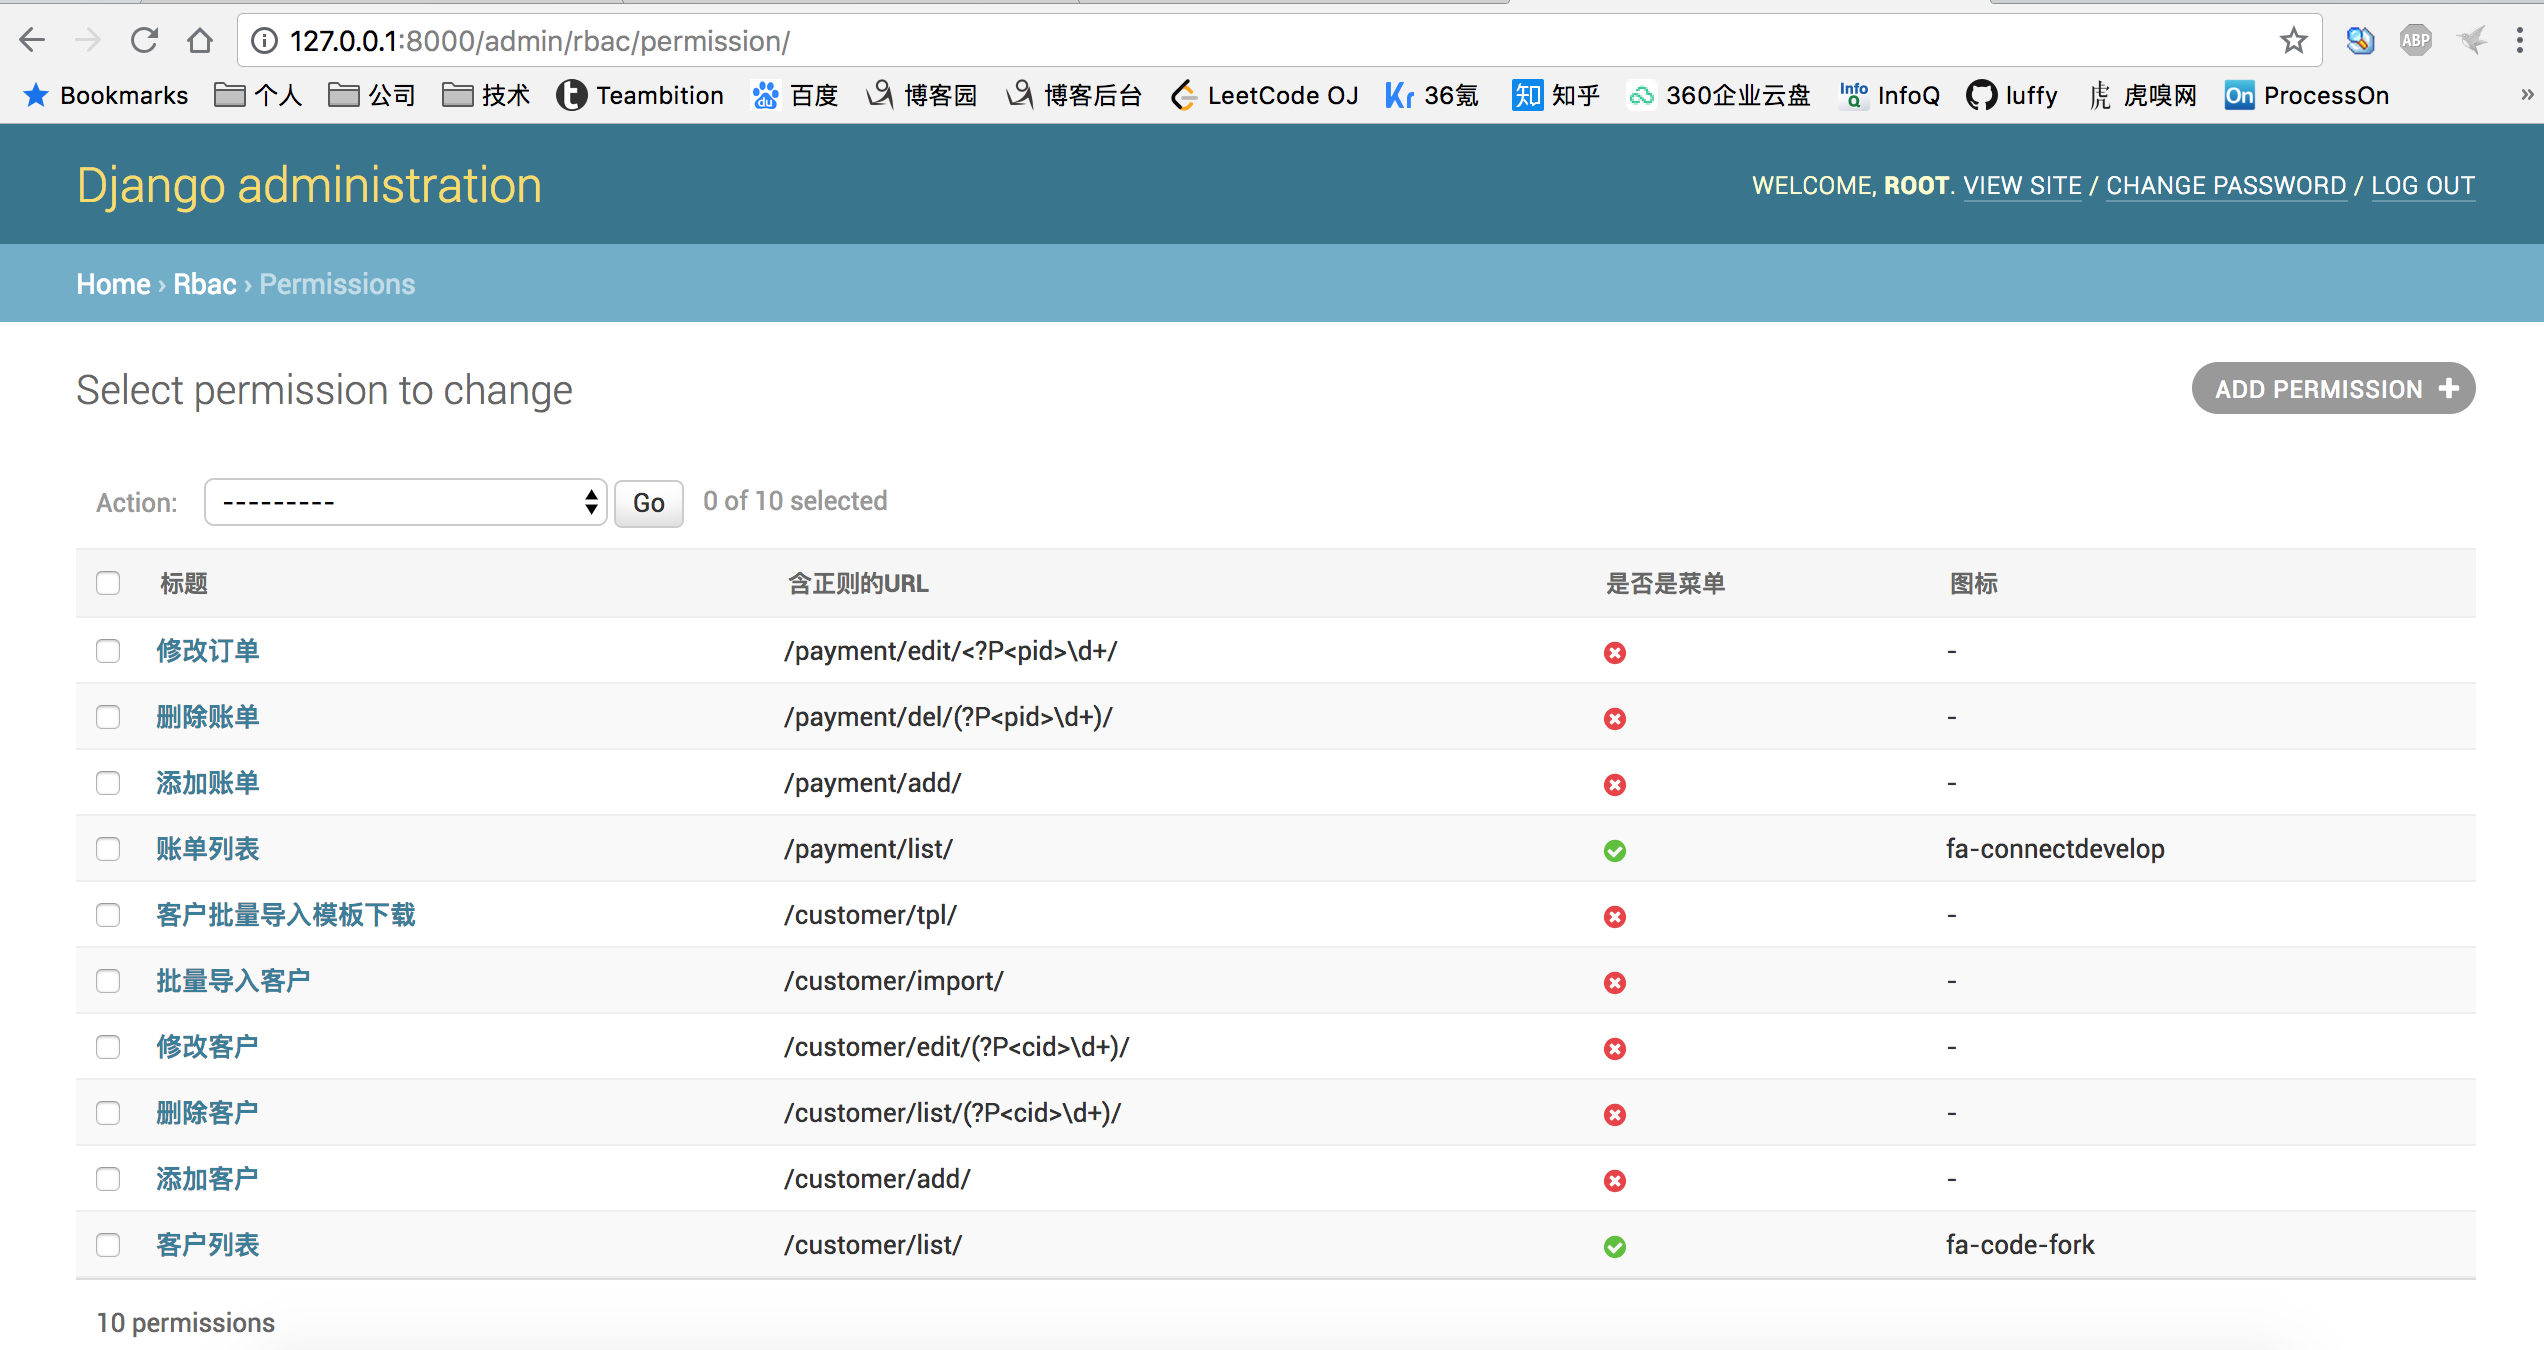 127.0.0.1:8000/admin/rbac/permission/
ABP
Bookmarks 个人 公司 技术 Teambition 百度 博客园 博客后台 LeetCode OJ 36氪 知乎 360企业云盘 InfoQ luffy 虎嗅网 ProcessOn »
Django administration
WELCOME, ROOT. VIEW SITE / CHANGE PASSWORD / LOG OUT
Home › Rbac › Permissions
Select permission to change
ADD PERMISSION +
Action: --------- Go 0 of 10 selected
标题 含正则的URL 是否是菜单 图标
修改订单 /payment/edit/<?P<pid>\d+/ -
删除账单 /payment/del/(?P<pid>\d+)/ -
添加账单 /payment/add/ -
账单列表 /payment/list/ fa-connectdevelop
客户批量导入模板下载 /customer/tpl/ -
批量导入客户 /customer/import/ -
修改客户 /customer/edit/(?P<cid>\d+)/ -
删除客户 /customer/list/(?P<cid>\d+)/ -
添加客户 /customer/add/ -
客户列表 /customer/list/ fa-code-fork
10 permissions